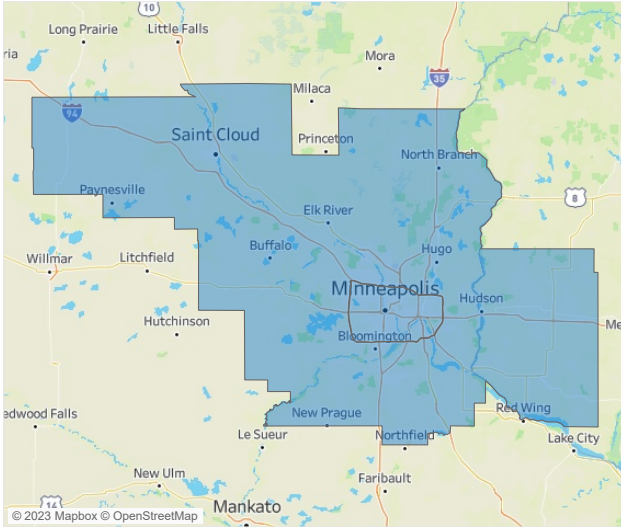 10
Long Prairie
Little Falls
ria
Mora
35
Milaca
94
Saint Cloud
Princeton
North Branch
Paynesville
8
Elk River
Buffalo
Hugo
Willmar
Litchfield
Minneapolis
Hudson
Hutchinson
Me
Bloomington
edwood Falls
New Prague
Red Wing
Le Sueur
Northfield
Lake City
New Ulm
Faribault
14
Mankato
© 2023 Mapbox © OpenStreetMap